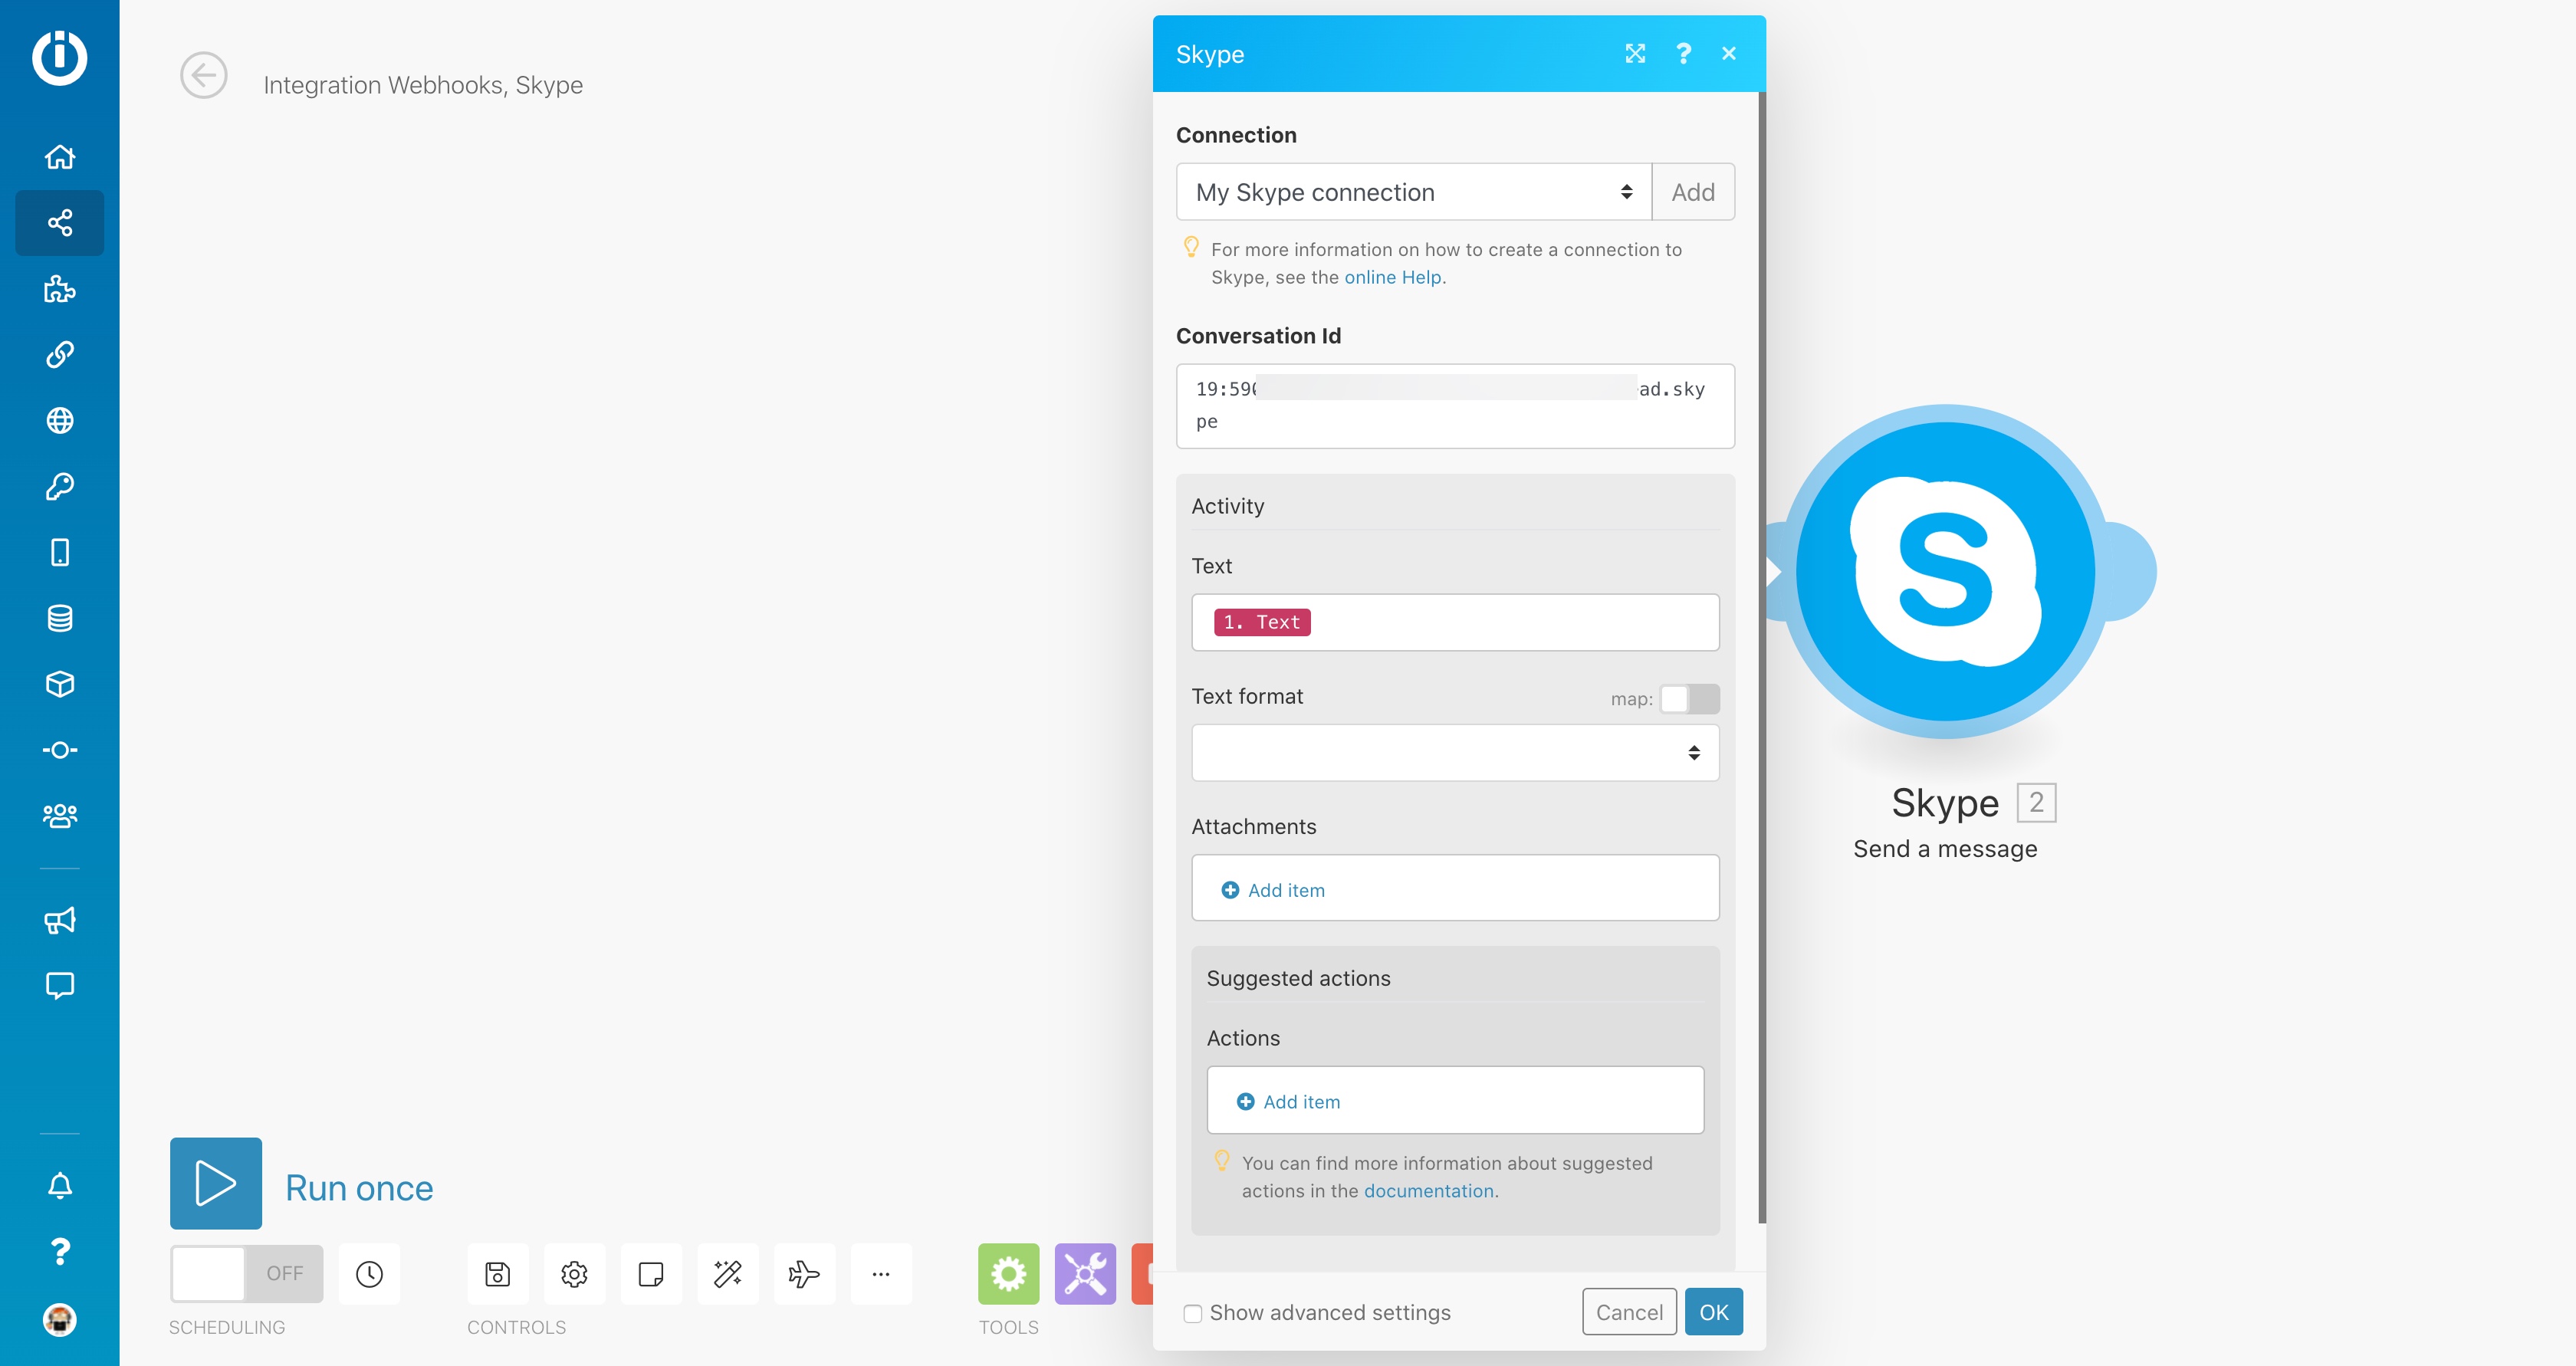 Integration Webhooks, Skype
Skype
Connection
My Skype connection
Add
For more information on how to create a connection to
Skype, see the online Help.
Conversation Id
19:590 ad.sky
pe
Activity
Text
1. Text
Text format
map:
Attachments
Add item
Suggested actions
Actions
Add item
You can find more information about suggested
actions in the documentation.
Show advanced settings
Cancel
OK
Skype 2
Send a message
Run once
OFF
SCHEDULING
CONTROLS
TOOLS